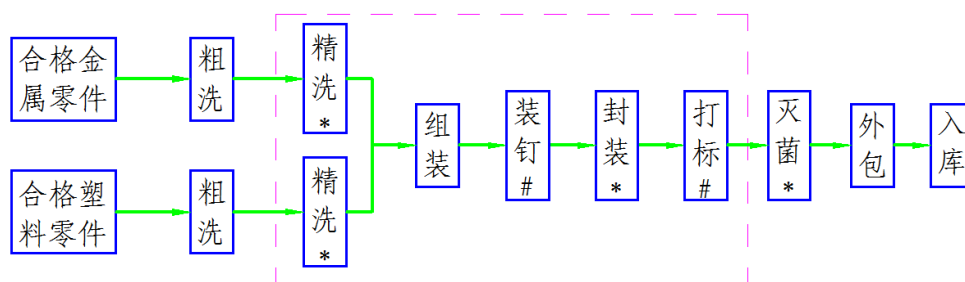 合格金
属零件
粗
洗
精
洗
*
合格塑
料零件
粗
洗
精
洗
*
组
装
装
钉
#
封
装
*
打
标
#
灭
菌
*
外
包
入
库